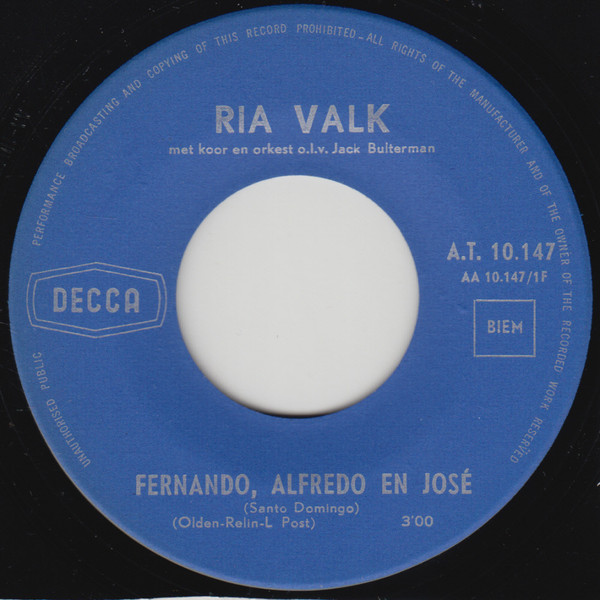 UNAUTHORISED PUBLIC PERFORMANCE BROADCASTING AND COPYING OF THIS RECORD PROHIBITED_ALL RIGHTS OF THE MANUFACTURER AND OF THE OWNER OF THE RECORDED WORK RESERVED
RIA VALK
met koor en orkest o.l.v. Jack Bulterman
A.T. 10.147
AA 10.147/1F
DECCA
BIEM
FERNANDO, ALFREDO EN JOSÉ
(Santo Domingo)
(Olden-Relin-L Post) 3'00